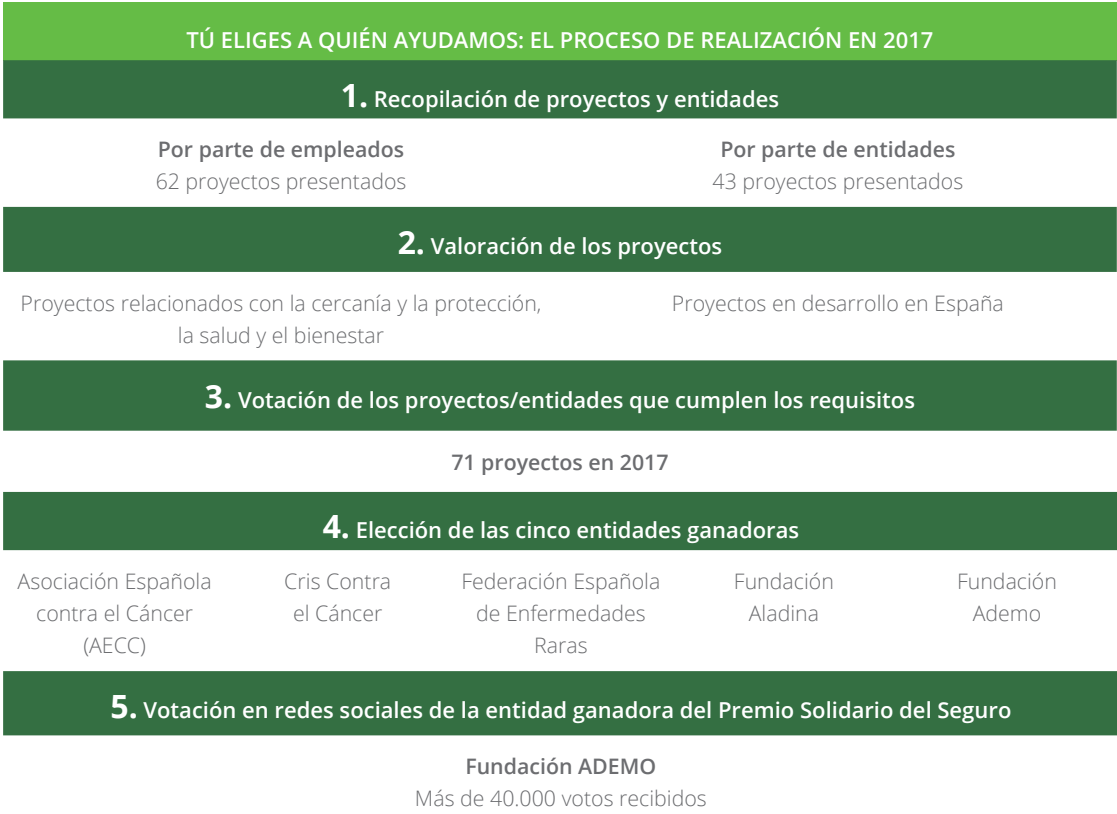 TÚ ELIGES A QUIÉN AYUDAMOS: EL PROCESO DE REALIZACIÓN EN 2017
1. Recopilación de proyectos y entidades
Por parte de empleados
62 proyectos presentados
Por parte de entidades
43 proyectos presentados
2. Valoración de los proyectos
Proyectos relacionados con la cercanía y la protección,
la salud y el bienestar
Proyectos en desarrollo en España
3. Votación de los proyectos/entidades que cumplen los requisitos
71 proyectos en 2017
4. Elección de las cinco entidades ganadoras
Asociación Española
contra el Cáncer
(AECC)
Cris Contra
el Cáncer
Federación Española
de Enfermedades
Raras
Fundación
Aladina
Fundación
Ademo
5. Votación en redes sociales de la entidad ganadora del Premio Solidario del Seguro
Fundación ADEMO
Más de 40.000 votos recibidos